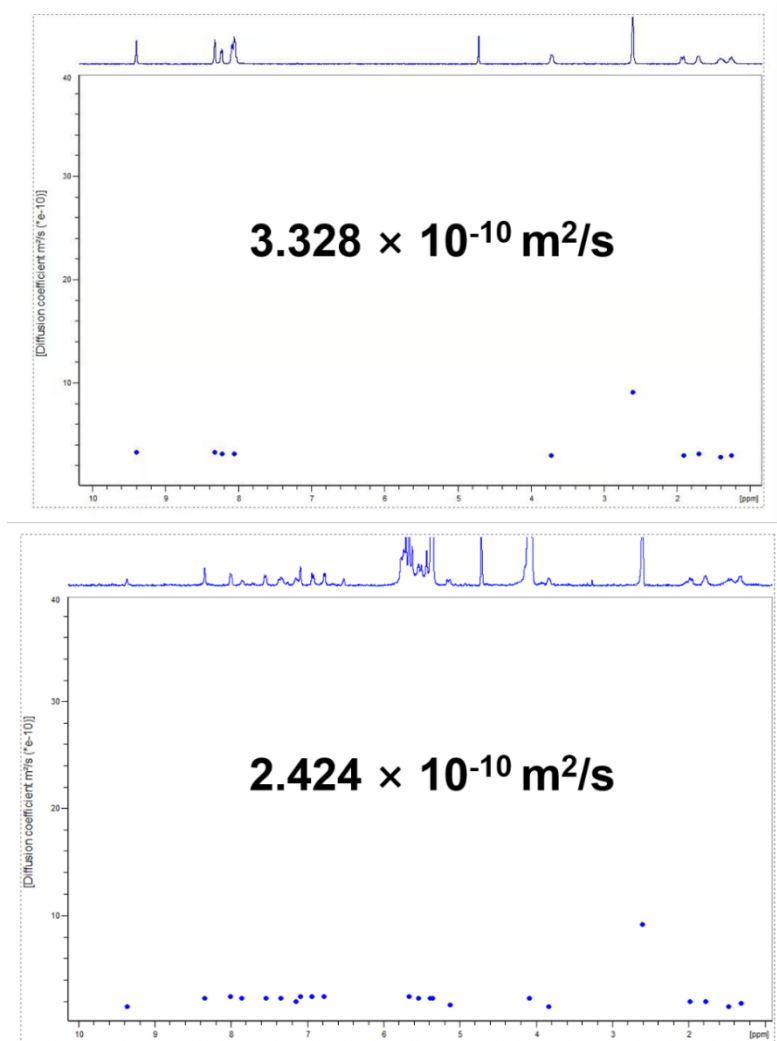 40
30
20
10
[Diffusion coefficient m²/s (*e-10)]
3.328 × 10⁻¹⁰ m²/s
10 9 8 7 6 5 4 3 2 [ppm]
40
30
20
10
[Diffusion coefficient m²/s (*e-10)]
2.424 × 10⁻¹⁰ m²/s
10 9 8 7 6 5 4 3 2 [ppm]